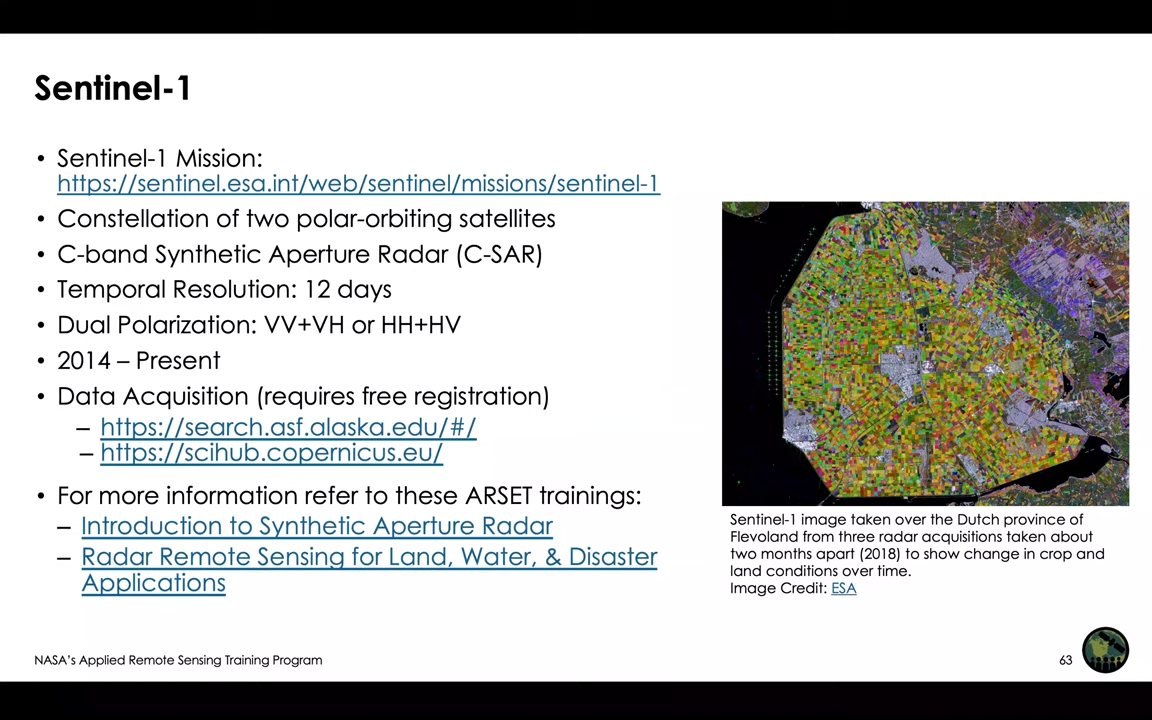 Sentinel-1
• Sentinel-1 Mission:
https://sentinel.esa.int/web/sentinel/missions/sentinel-1
• Constellation of two polar-orbiting satellites
• C-band Synthetic Aperture Radar (C-SAR)
• Temporal Resolution: 12 days
• Dual Polarization: VV+VH or HH+HV
• 2014 – Present
• Data Acquisition (requires free registration)
– https://search.asf.alaska.edu/#/
– https://scihub.copernicus.eu/
• For more information refer to these ARSET trainings:
– Introduction to Synthetic Aperture Radar
– Radar Remote Sensing for Land, Water, & Disaster
Applications
Sentinel-1 image taken over the Dutch province of
Flevoland from three radar acquisitions taken about
two months apart (2018) to show change in crop and
land conditions over time.
Image Credit: ESA
NASA's Applied Remote Sensing Training Program
63